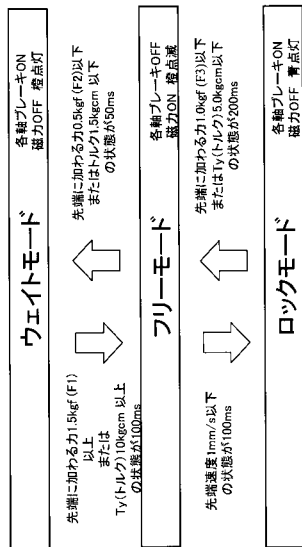 ウェイトモード
各軸ブレーキON
磁力OFF 橙点灯
先端に加わる力1.5kgf (F1)
以上
または
Ty(トルク)10kgcm 以上
の状態が100ms
先端に加わる力0.5kgf (F2)以下
またはトルク1.5kgcm 以下
の状態が50ms
フリーモード
各軸ブレーキOFF
磁力ON 橙点滅
先端速度1mm/s以下
の状態が100ms
先端に加わる力1.0kgf (F3)以下
またはTy(トルク)5.0kgcm以下
の状態が200ms
ロックモード
各軸ブレーキON
磁力OFF 青点灯